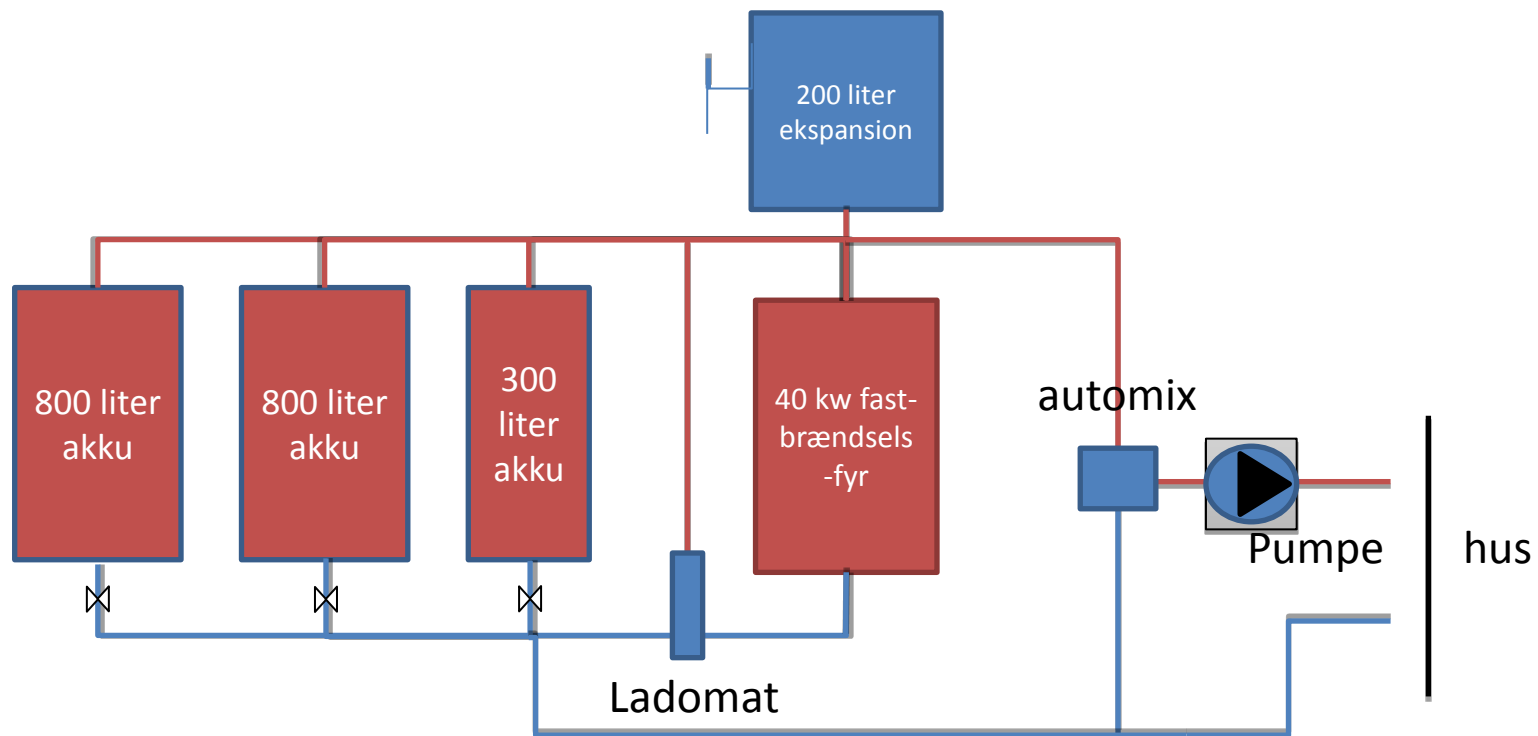 200 liter
ekspansion
800 liter
akku
800 liter
akku
300
liter
akku
40 kw fast-
brændsels
-fyr
automix
Pumpe
hus
Ladomat